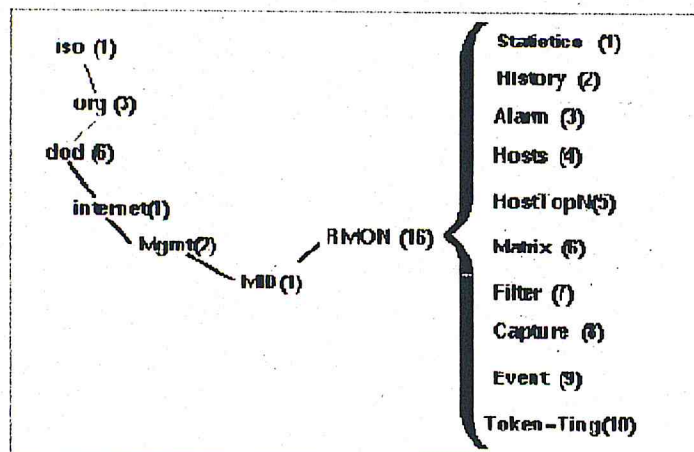 iso (1)
org (3)
dod (6)
internet(1)
Mgmt(2)
MIB (1)
RMON (16)
Statistics (1)
History (2)
Alarm (3)
Hosts (4)
HostTopN(5)
Matrix (6)
Filter (7)
Capture (8)
Event (9)
Token-Ting(10)